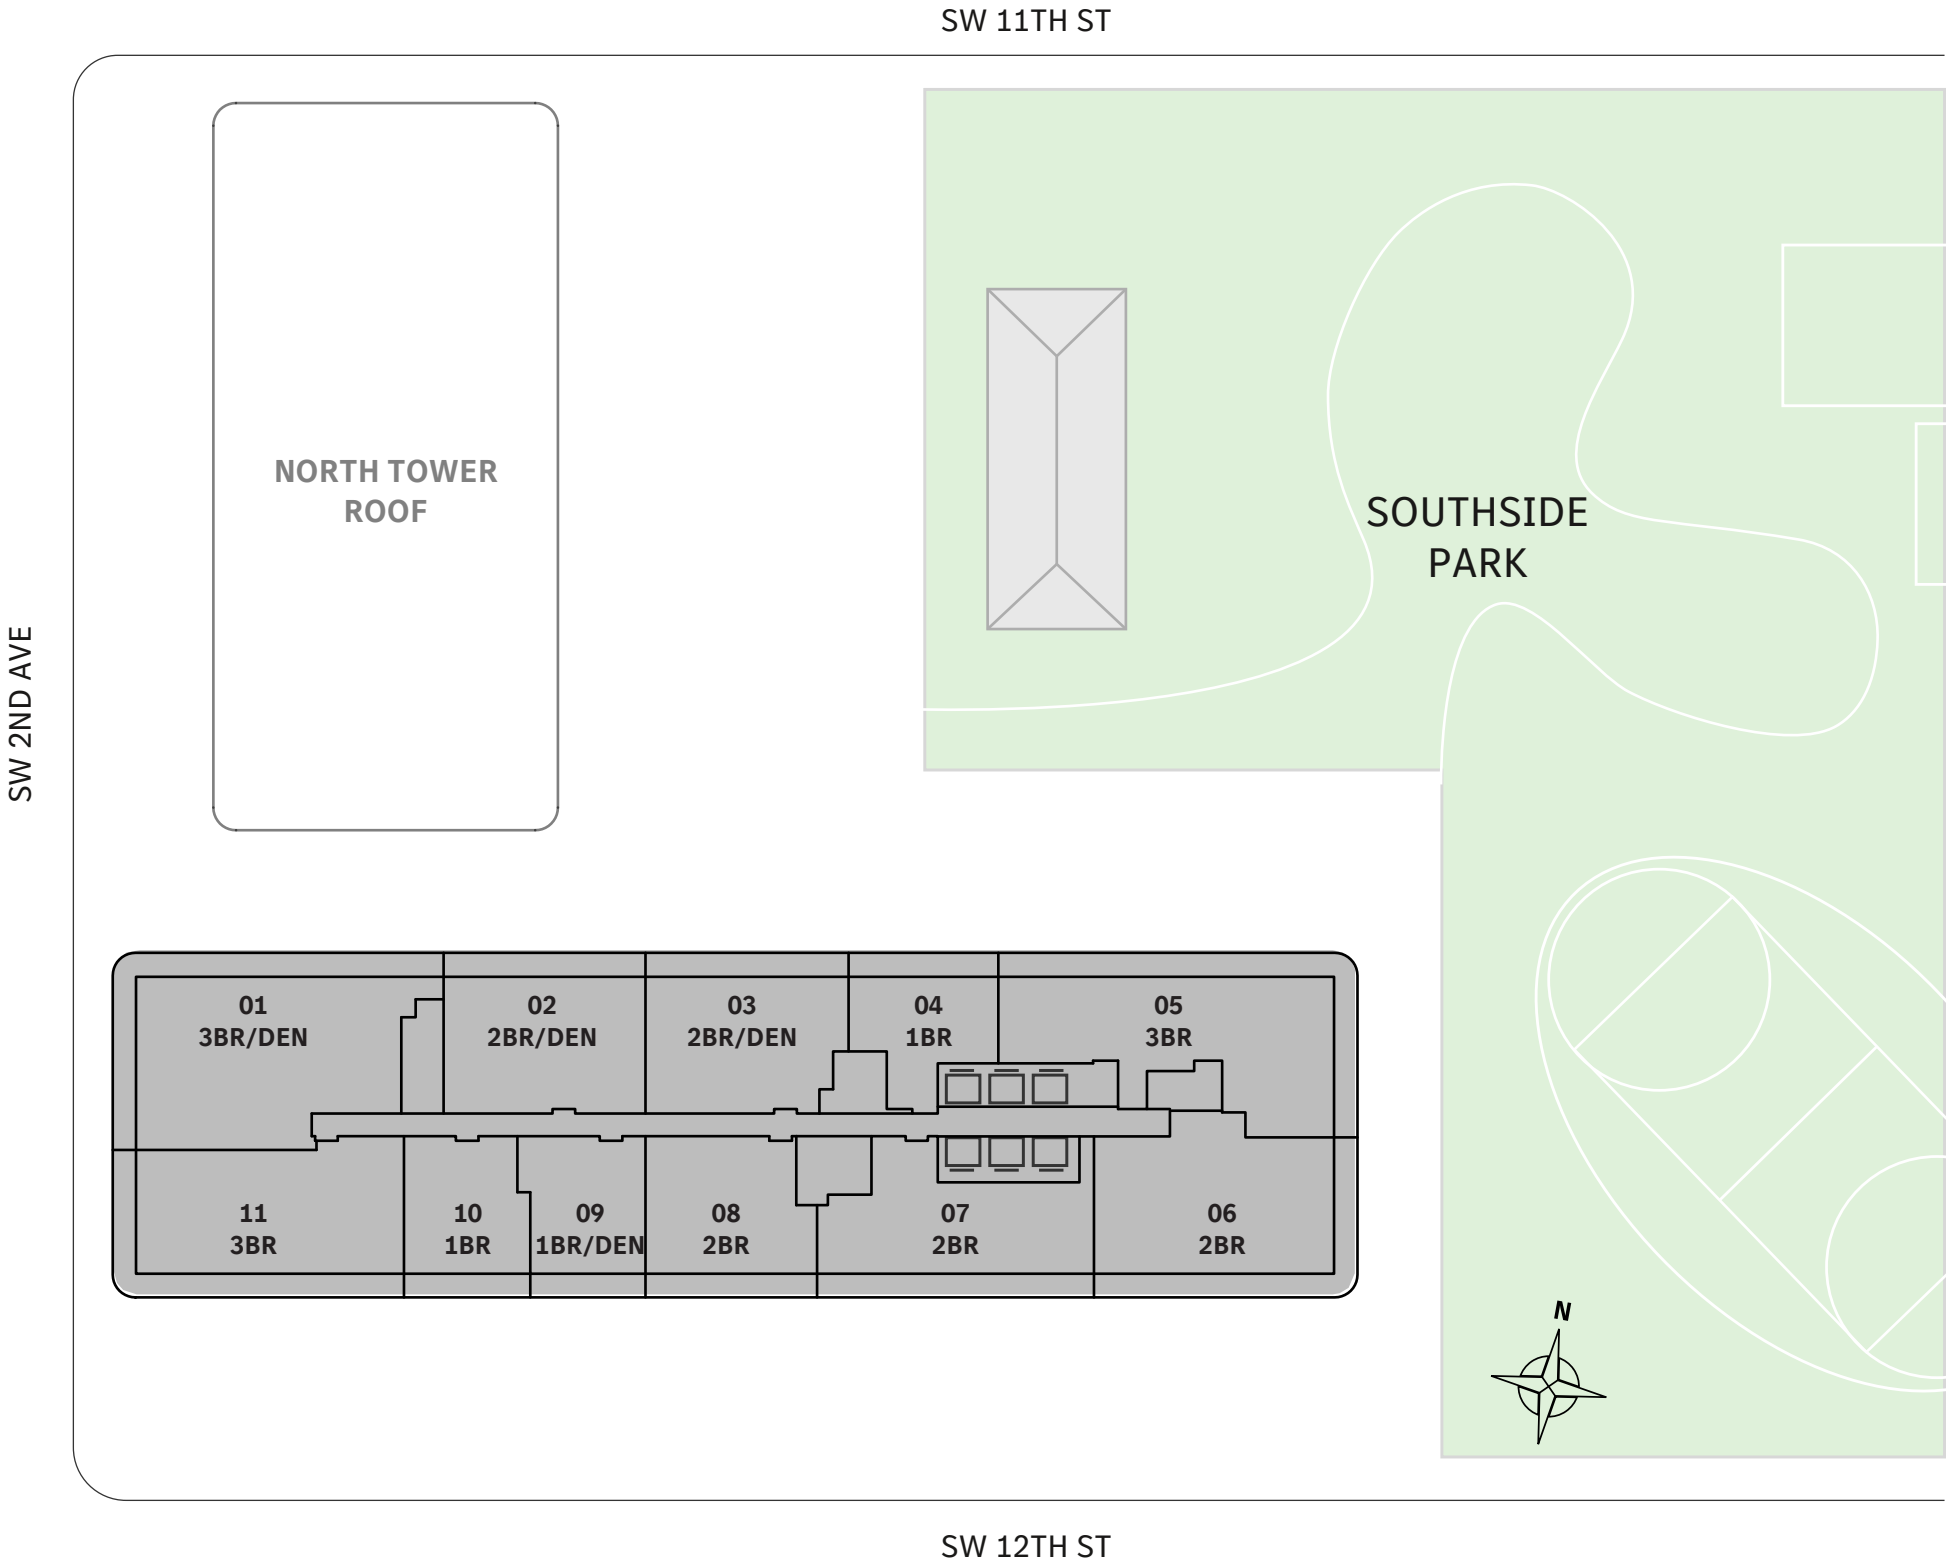 SW 11TH ST
NORTH TOWER
ROOF
SOUTHSIDE
PARK
SW 2ND AVE
01
3BR/DEN
02
2BR/DEN
03
2BR/DEN
04
1BR
05
3BR
11
3BR
10
1BR
09
1BR/DEN
08
2BR
07
2BR
06
2BR
N
SW 12TH ST